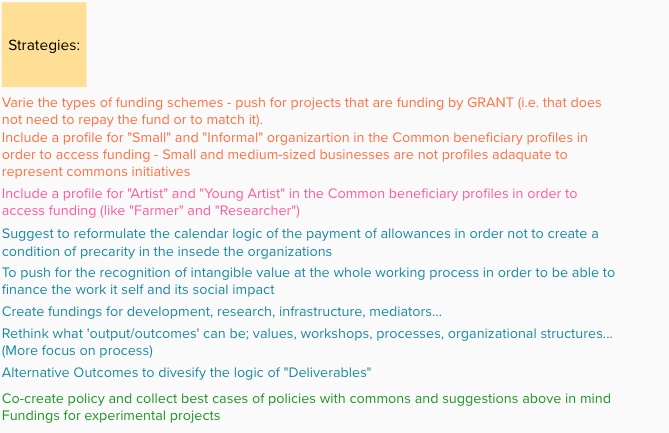 Strategies:
Varie the types of funding schemes - push for projects that are funding by GRANT (i.e. that does
not need to repay the fund or to match it).
Include a profile for "Small" and "Informal" organizartion in the Common beneficiary profiles in
order to access funding - Small and medium-sized businesses are not profiles adaquate to
represent commons initiatives
Include a profile for "Artist" and "Young Artist" in the Common beneficiary profiles in order to
access funding (like "Farmer" and "Researcher")
Suggest to reformulate the calendar logic of the payment of allowances in order not to create a
condition of precarity in the insede the organizations
To push for the recognition of intangible value at the whole working process in order to be able to
finance the work it self and its social impact
Create fundings for development, research, infrastructure, mediators...
Rethink what 'output/outcomes' can be; values, workshops, processes, organizational structures...
(More focus on process)
Alternative Outcomes to divesify the logic of "Deliverables"
Co-create policy and collect best cases of policies with commons and suggestions above in mind
Fundings for experimental projects